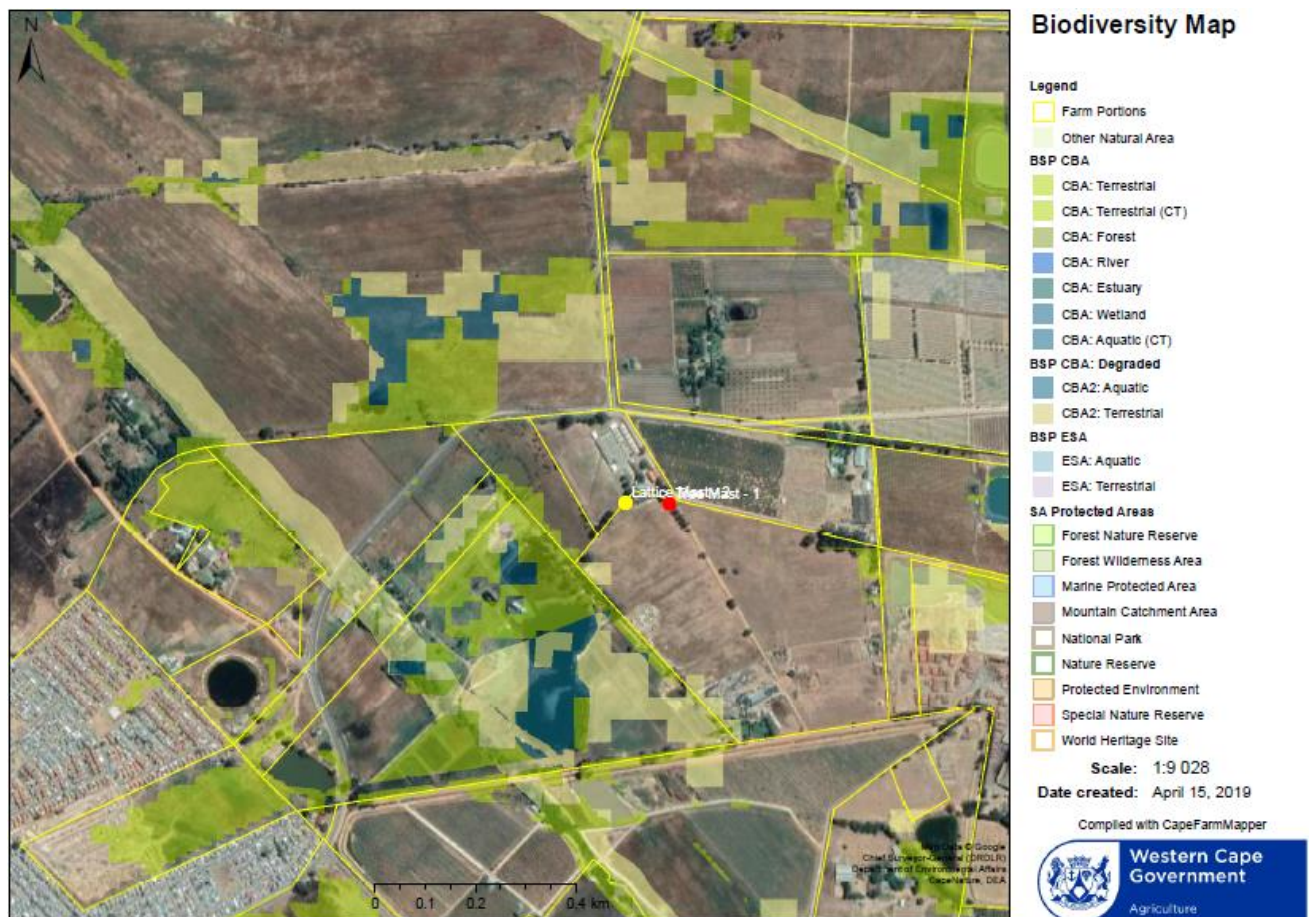 N
Biodiversity Map
Legend
Farm Portions
Other Natural Area
BSP CBA
CBA: Terrestrial
CBA: Terrestrial (CT)
CBA: Forest
CBA: River
CBA: Estuary
CBA: Wetland
CBA: Aquatic (CT)
BSP CBA: Degraded
CBA2: Aquatic
CBA2: Terrestrial
BSP ESA
ESA: Aquatic
ESA: Terrestrial
SA Protected Areas
Forest Nature Reserve
Forest Wilderness Area
Marine Protected Area
Mountain Catchment Area
National Park
Nature Reserve
Protected Environment
Special Nature Reserve
World Heritage Site
Scale: 1:9 028
Date created: April 15, 2019
Compiled with CapeFarmMapper
Western Cape
Government
Agriculture
Lattice Mast - 2
Mast - 1
Map Data © Google
Chief Surveyor-General (DRDLR)
Department of Environmental Affairs
CapeNature, DEA
0 0.1 0.2 0.4 km